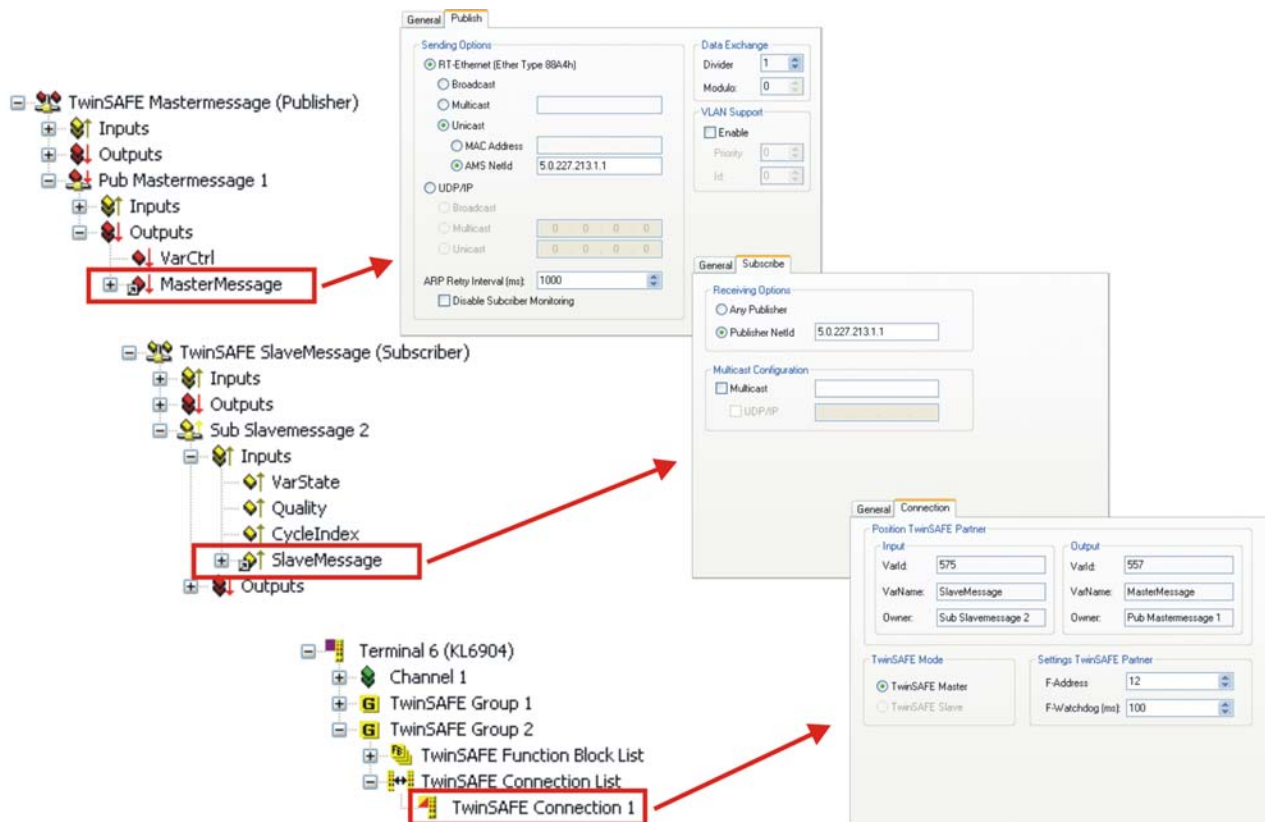 General Publish
Sending Options
RT-Ethernet (Ether Type 88A4h)
Broadcast
Multicast
Unicast
MAC Address
AMS NetId 5.0.227.213.1.1
UDP/IP
Broadcast
Multicast 0 0 . 0 . 0
Unicast 0 0 . 0 . 0
ARP Retry Interval (ms): 1000
Disable Subcriber Monitoring
Data Exchange
Divider 1
Modulo: 0
VLAN Support
Enable
Priority 0
Id: 0
TwinSAFE Mastermessage (Publisher)
Inputs
Outputs
Pub Mastermessage 1
Inputs
Outputs
VarCtrl
MasterMessage
General Subscribe
Receiving Options
Any Publisher
Publisher NetId 5.0.227.213.1.1
Multicast Configuration
Multicast
UDP/IP
TwinSAFE SlaveMessage (Subscriber)
Inputs
Outputs
Sub Slavemessage 2
Inputs
VarState
Quality
CycleIndex
SlaveMessage
Outputs
General Connection
Position TwinSAFE Partner
Input
VarId: 575
VarName: SlaveMessage
Owner: Sub Slavemessage 2
Output
VarId: 557
VarName: MasterMessage
Owner: Pub Mastermessage 1
TwinSAFE Mode
TwinSAFE Master
TwinSAFE Slave
Settings TwinSAFE Partner
F-Address 12
F-Watchdog (ms): 100
Terminal 6 (KL6904)
Channel 1
G TwinSAFE Group 1
G TwinSAFE Group 2
FB TwinSAFE Function Block List
TwinSAFE Connection List
TwinSAFE Connection 1